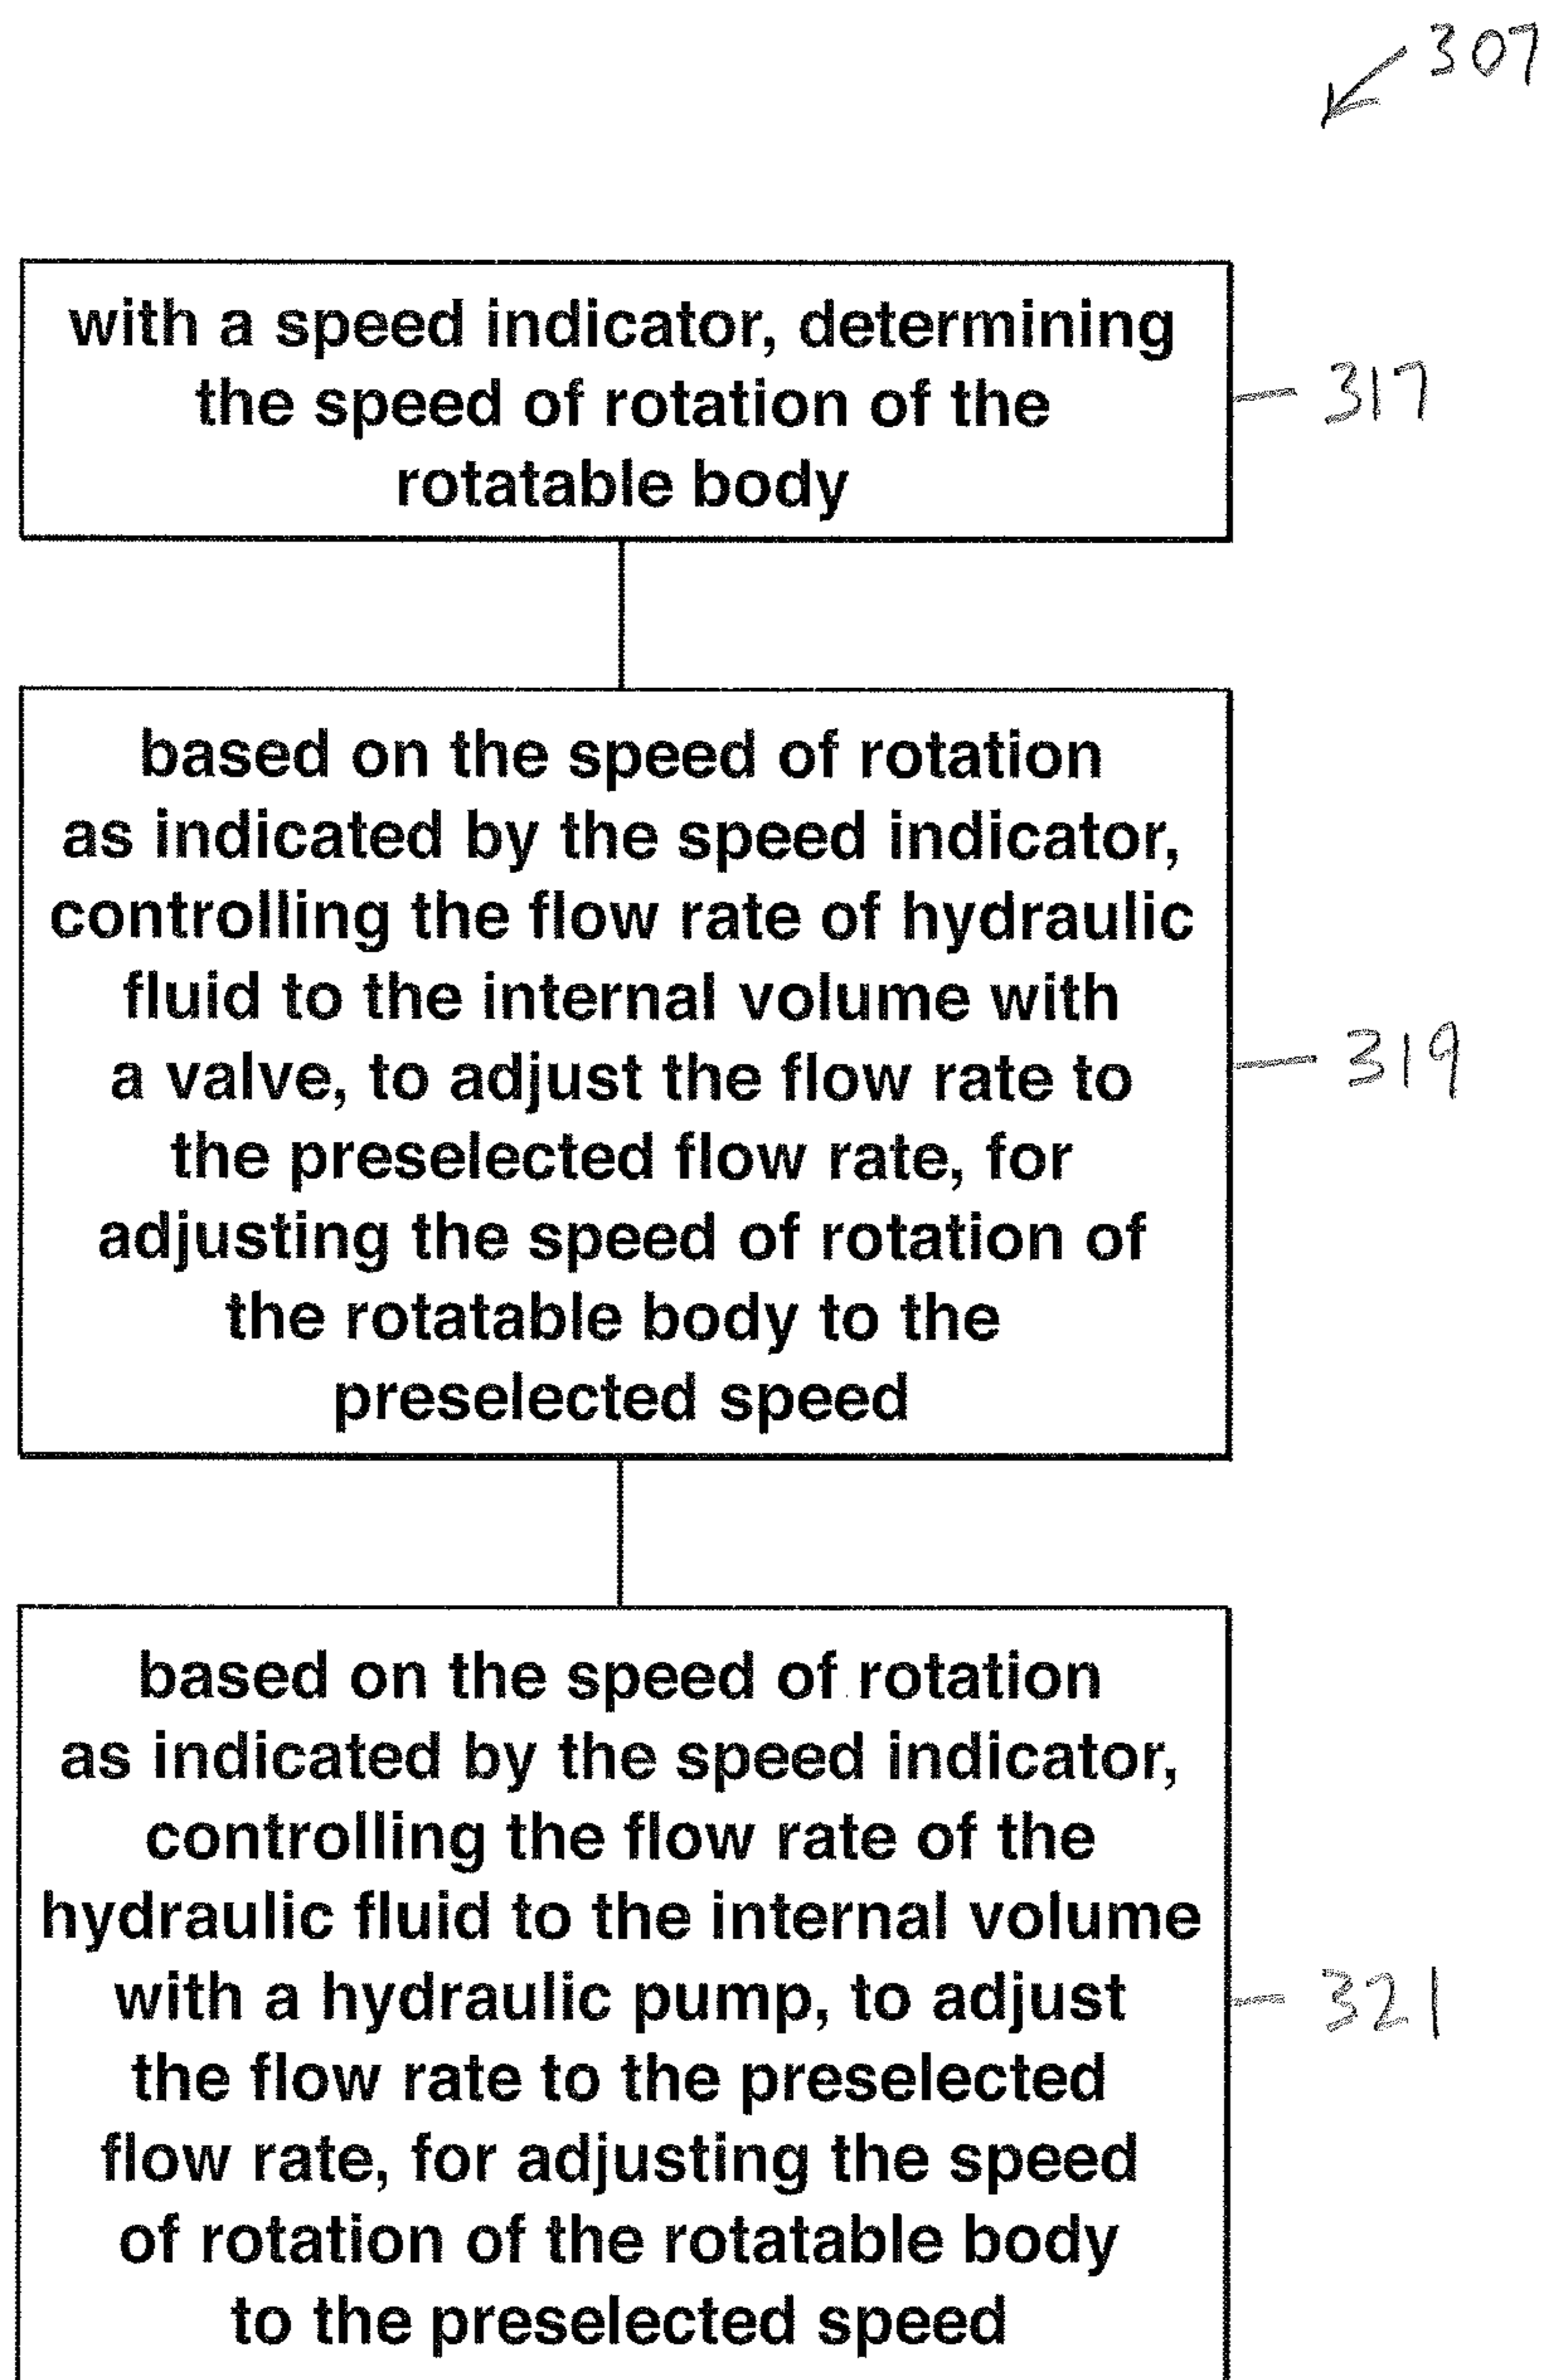 307
with a speed indicator, determining
the speed of rotation of the
rotatable body
317
based on the speed of rotation
as indicated by the speed indicator,
controlling the flow rate of hydraulic
fluid to the internal volume with
a valve, to adjust the flow rate to
the preselected flow rate, for
adjusting the speed of rotation of
the rotatable body to the
preselected speed
319
based on the speed of rotation
as indicated by the speed indicator,
controlling the flow rate of the
hydraulic fluid to the internal volume
with a hydraulic pump, to adjust
the flow rate to the preselected
flow rate, for adjusting the speed
of rotation of the rotatable body
to the preselected speed
321